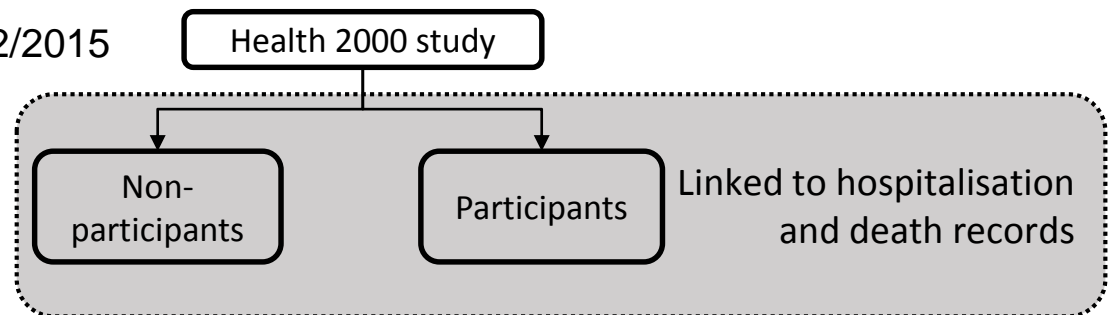 2/2015
Health 2000 study
Non-
participants
Participants
Linked to hospitalisation
and death records